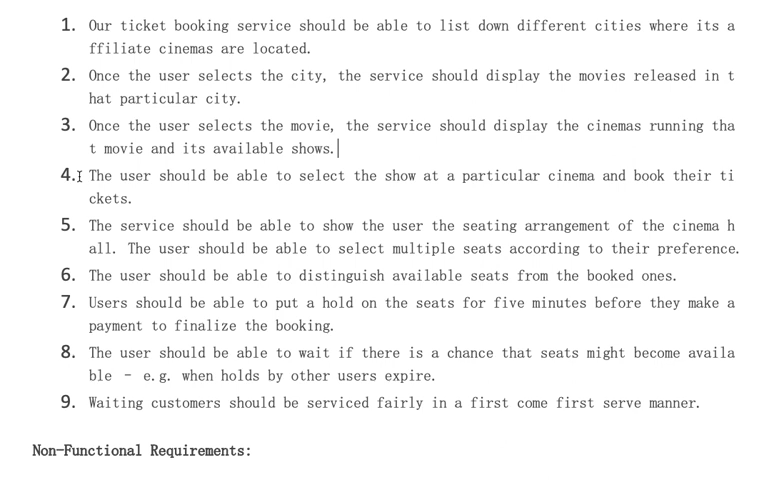 1. Our ticket booking service should be able to list down different cities where its a
ffiliate cinemas are located.
2. Once the user selects the city, the service should display the movies released in t
hat particular city.
3. Once the user selects the movie, the service should display the cinemas running tha
t movie and its available shows.
4. The user should be able to select the show at a particular cinema and book their ti
ckets.
5. The service should be able to show the user the seating arrangement of the cinema h
all. The user should be able to select multiple seats according to their preference.
6. The user should be able to distinguish available seats from the booked ones.
7. Users should be able to put a hold on the seats for five minutes before they make a
payment to finalize the booking.
8. The user should be able to wait if there is a chance that seats might become availa
ble – e.g. when holds by other users expire.
9. Waiting customers should be serviced fairly in a first come first serve manner.
Non-Functional Requirements: